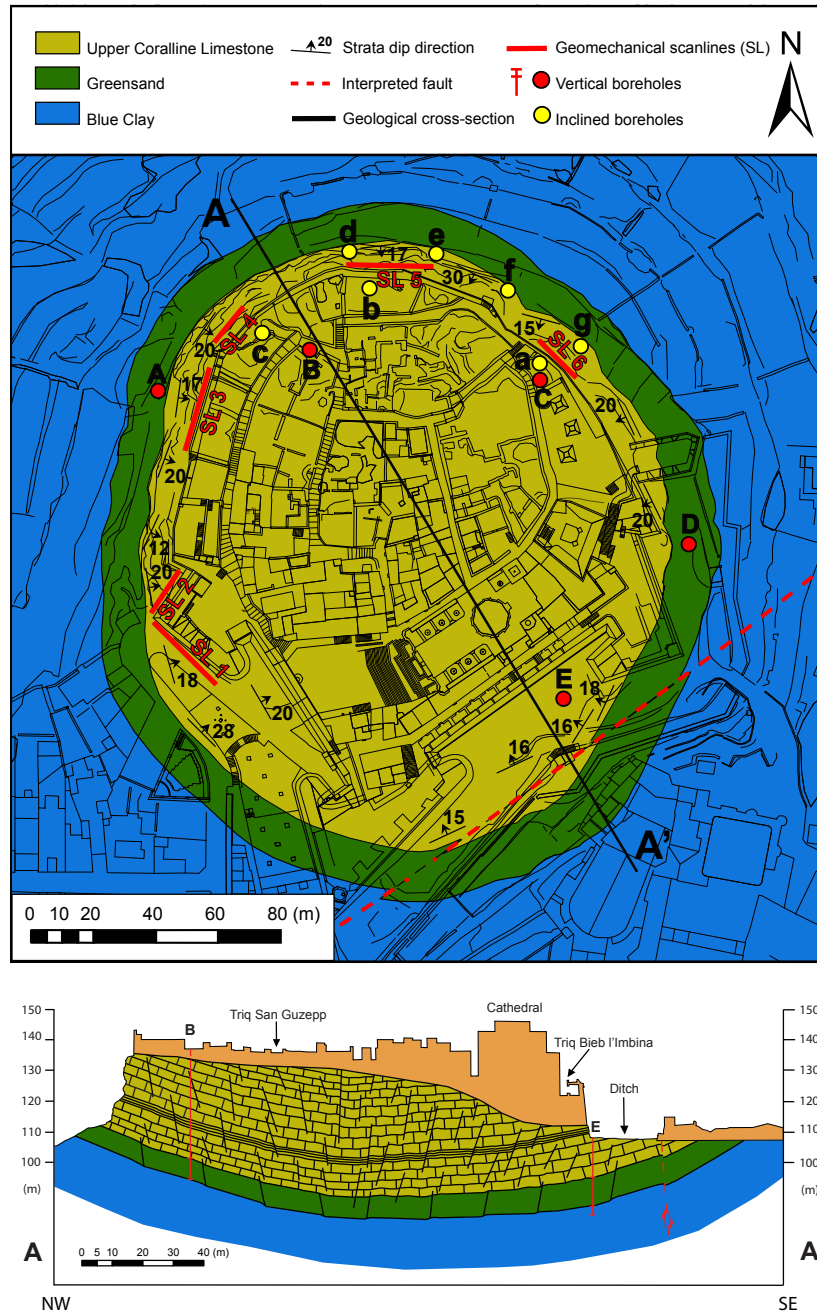 Upper Coralline Limestone
20
Strata dip direction
Geomechanical scanlines (SL)
N
Greensand
Interpreted fault
Vertical boreholes
Blue Clay
Geological cross-section
Inclined boreholes
A
d
17
e
SL 5
30
f
b
SL 4
15
g
20
c
B
SL 6
a
A
17
C
SL 3
20
20
20
D
12
20
SL 2
SL 1
18
E
18
20
28
16
16
15
A'
0 10 20 40 60 80 (m)
150
150
B
Triq San Guzepp
Cathedral
140
140
Triq Bieb l'Imbina
130
130
120
120
Ditch
110
E
110
100
100
(m)
(m)
A
0 5 10 20 30 40 (m)
A
NW
SE